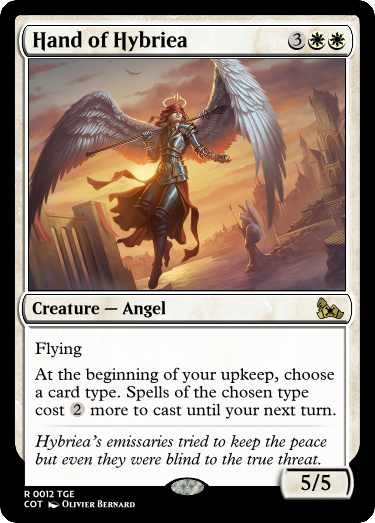 Hand of Hybriea 3
Creature — Angel
Flying
At the beginning of your upkeep, choose
a card type. Spells of the chosen type
cost 2 more to cast until your next turn.
Hybriea's emissaries tried to keep the peace
but even they were blind to the true threat.
5/5
R 0012 TGE
COT Olivier Bernard